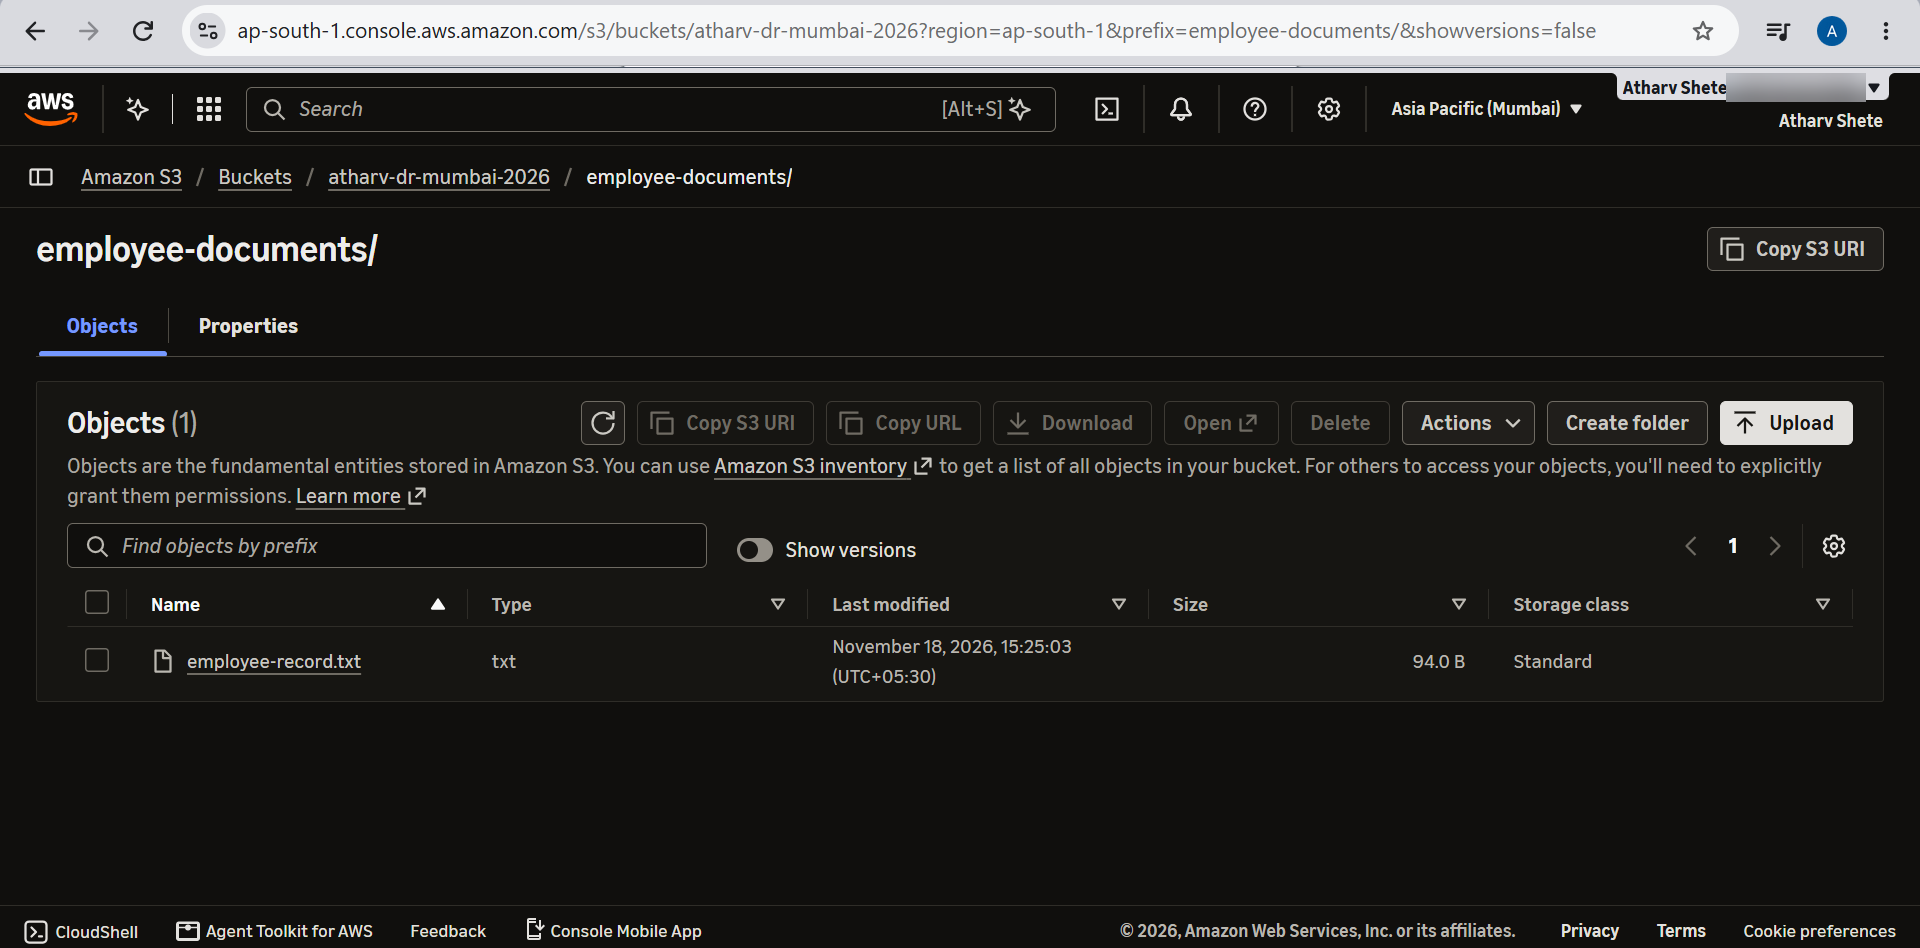 ap-south-1.console.aws.amazon.com/s3/buckets/atharv-dr-mumbai-2026?region=ap-south-1&prefix=employee-documents/&showversions=false
A
aws
Search
[Alt+S]
Asia Pacific (Mumbai)
Atharv Shete
Atharv Shete
Amazon S3 / Buckets / atharv-dr-mumbai-2026 / employee-documents/
employee-documents/
Copy S3 URI
Objects
Properties
Objects (1)
Copy S3 URI
Copy URL
Download
Open
Delete
Actions
Create folder
Upload
Objects are the fundamental entities stored in Amazon S3. You can use Amazon S3 inventory to get a list of all objects in your bucket. For others to access your objects, you'll need to explicitly
grant them permissions. Learn more
Find objects by prefix
Show versions
1
Name
Type
Last modified
Size
Storage class
employee-record.txt
txt
November 18, 2026, 15:25:03
(UTC+05:30)
94.0 B
Standard
CloudShell
Agent Toolkit for AWS
Feedback
Console Mobile App
© 2026, Amazon Web Services, Inc. or its affiliates.
Privacy
Terms
Cookie preferences